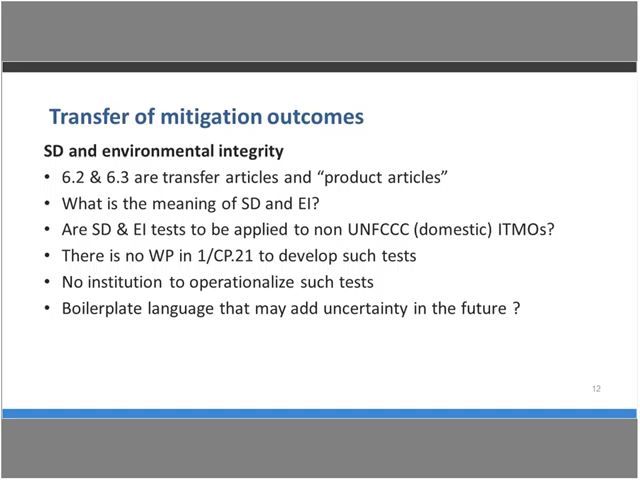 Transfer of mitigation outcomes
SD and environmental integrity
• 6.2 & 6.3 are transfer articles and “product articles”
• What is the meaning of SD and EI?
• Are SD & EI tests to be applied to non UNFCCC (domestic) ITMOs?
• There is no WP in 1/CP.21 to develop such tests
• No institution to operationalize such tests
• Boilerplate language that may add uncertainty in the future ?
12